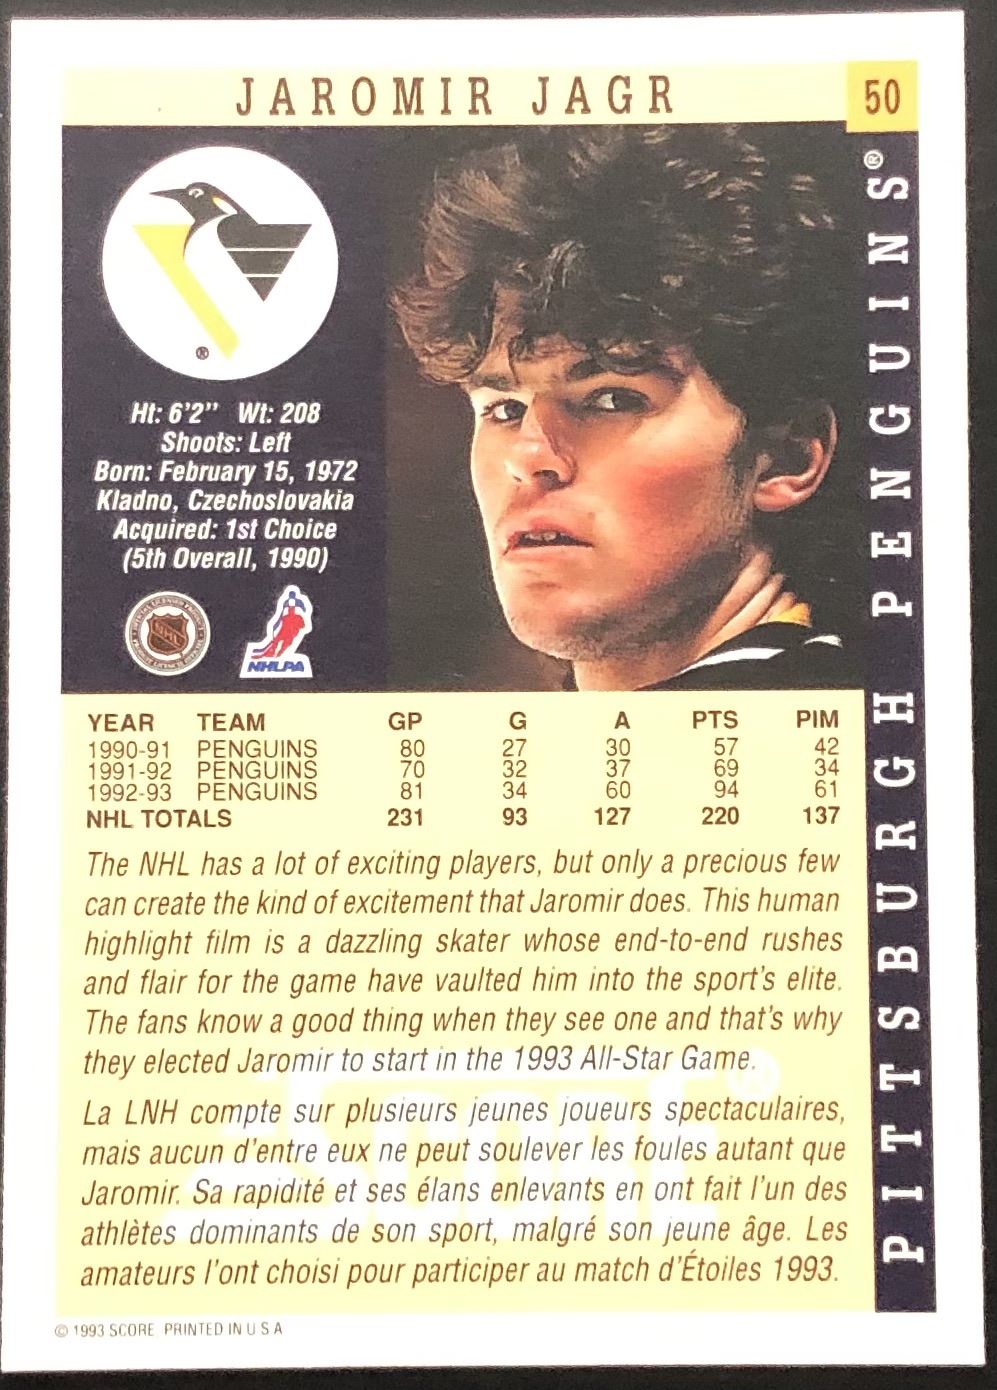 JAROMIR JAGR
50
Ht: 6'2" Wt: 208
Shoots: Left
Born: February 15, 1972
Kladno, Czechoslovakia
Acquired: 1st Choice
(5th Overall, 1990)
NHLPA
PITTSBURGH PENGUINS®
YEAR TEAM GP G A PTS PIM
1990-91 PENGUINS 80 27 30 57 42
1991-92 PENGUINS 70 32 37 69 34
1992-93 PENGUINS 81 34 60 94 61
NHL TOTALS 231 93 127 220 137
The NHL has a lot of exciting players, but only a precious few
can create the kind of excitement that Jaromir does. This human
highlight film is a dazzling skater whose end-to-end rushes
and flair for the game have vaulted him into the sport's elite.
The fans know a good thing when they see one and that's why
they elected Jaromir to start in the 1993 All-Star Game.
La LNH compte sur plusieurs jeunes joueurs spectaculaires,
mais aucun d'entre eux ne peut soulever les foules autant que
Jaromir. Sa rapidité et ses élans enlevants en ont fait l'un des
athlètes dominants de son sport, malgré son jeune âge. Les
amateurs l'ont choisi pour participer au match d'Étoiles 1993.
© 1993 SCORE PRINTED IN U S A